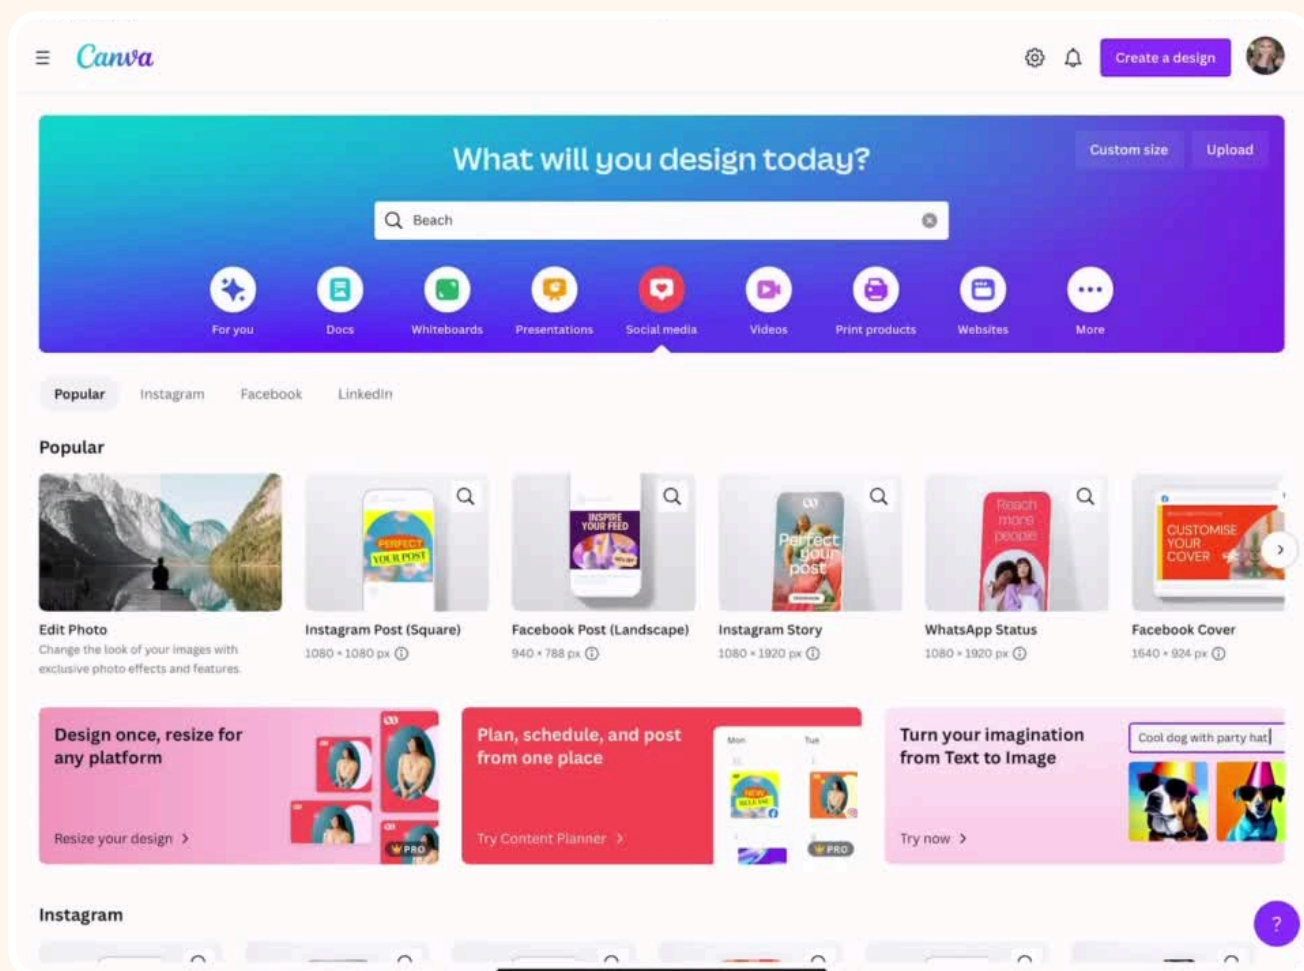 Canva
Create a design
What will you design today?
Custom size
Upload
Beach
For you
Docs
Whiteboards
Presentations
Social media
Videos
Print products
Websites
More
Popular
Instagram
Facebook
LinkedIn
Popular
INSPIRE
YOUR FEED
Reach
more
people
PERFECT
YOUR POST
Perfect
your
post
CUSTOMISE
YOUR
COVER
Edit Photo
Change the look of your images with
exclusive photo effects and features.
Instagram Post (Square)
1080 × 1080 px
Facebook Post (Landscape)
940 × 788 px
Instagram Story
1080 × 1920 px
WhatsApp Status
1080 × 1920 px
Facebook Cover
1640 × 924 px
Design once, resize for
any platform
Resize your design
PRO
Plan, schedule, and post
from one place
Try Content Planner
Mon
Tue
NEW
RELEASE
PRO
Turn your imagination
from Text to Image
Try now
Cool dog with party hat
Instagram
?